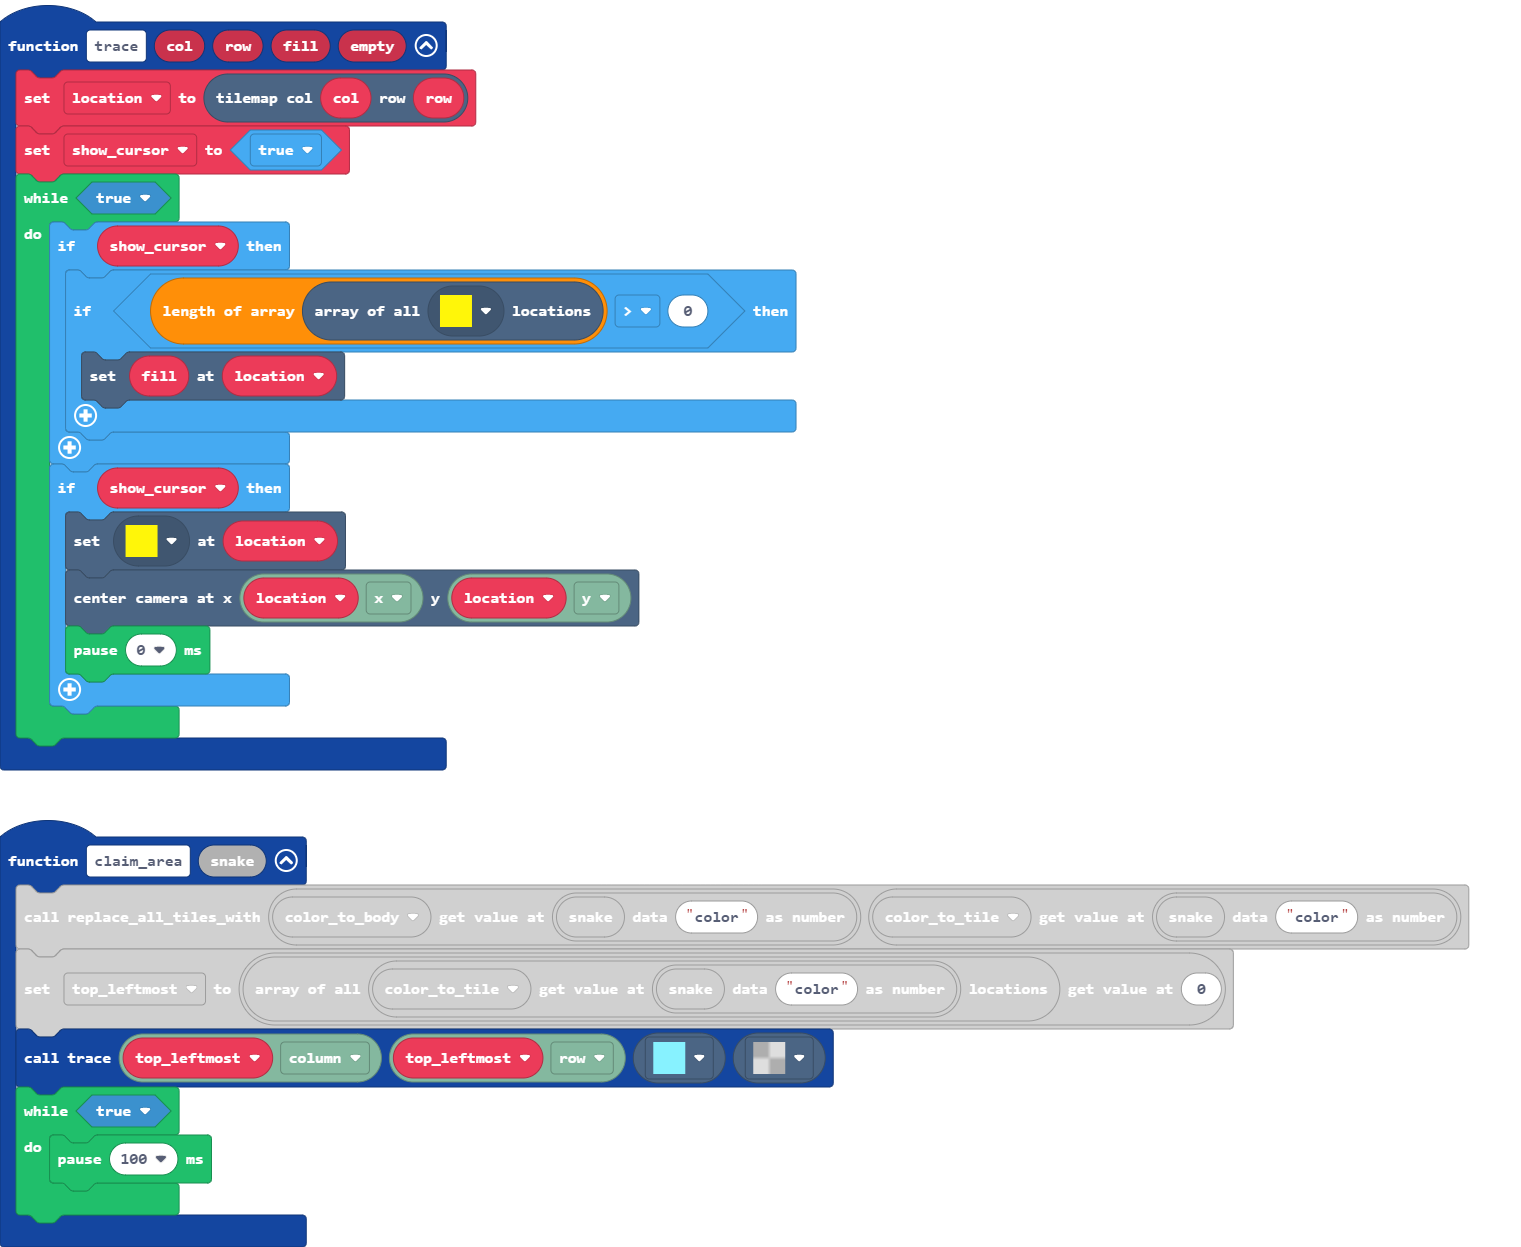 function trace col row fill empty
set location to tilemap col col row row
set show_cursor to true
while true
do if show_cursor then
if length of array array of all locations > 0 then
set fill at location
if show_cursor then
set at location
center camera at x location x y location y
pause 0 ms
function claim_area snake
call replace_all_tiles_with color_to_body get value at snake data "color" as number color_to_tile get value at snake data "color" as number
set top_leftmost to array of all color_to_tile get value at snake data "color" as number locations get value at 0
call trace top_leftmost column top_leftmost row
while true
do pause 100 ms